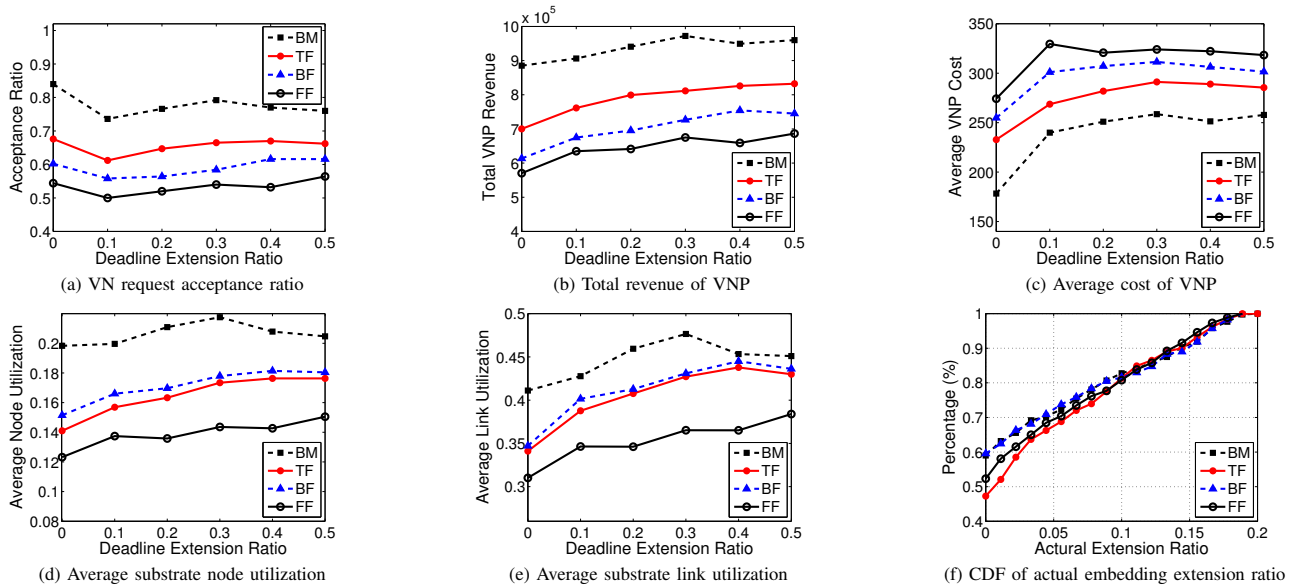 1
0.9
0.8
0.7
0.6
0.5
0.4
Acceptance Ratio
BM
TF
BF
FF
0 0.1 0.2 0.3 0.4 0.5
Deadline Extension Ratio
(a) VN request acceptance ratio
x 10^5
10
9
8
7
6
5
4
Total VNP Revenue
BM
TF
BF
FF
0 0.1 0.2 0.3 0.4 0.5
Deadline Extension Ratio
(b) Total revenue of VNP
350
300
250
200
150
Average VNP Cost
BM
TF
BF
FF
0 0.1 0.2 0.3 0.4 0.5
Deadline Extension Ratio
(c) Average cost of VNP
0.2
0.18
0.16
0.14
0.12
0.1
0.08
Average Node Utilization
BM
TF
BF
FF
0 0.1 0.2 0.3 0.4 0.5
Deadline Extension Ratio
(d) Average substrate node utilization
0.5
0.45
0.4
0.35
0.3
Average Link Utilization
BM
TF
BF
FF
0 0.1 0.2 0.3 0.4 0.5
Deadline Extension Ratio
(e) Average substrate link utilization
1
0.9
0.8
0.7
0.6
0.5
0.4
Percentage (%)
BM
TF
BF
FF
0 0.05 0.1 0.15 0.2
Actural Extension Ratio
(f) CDF of actual embedding extension ratio